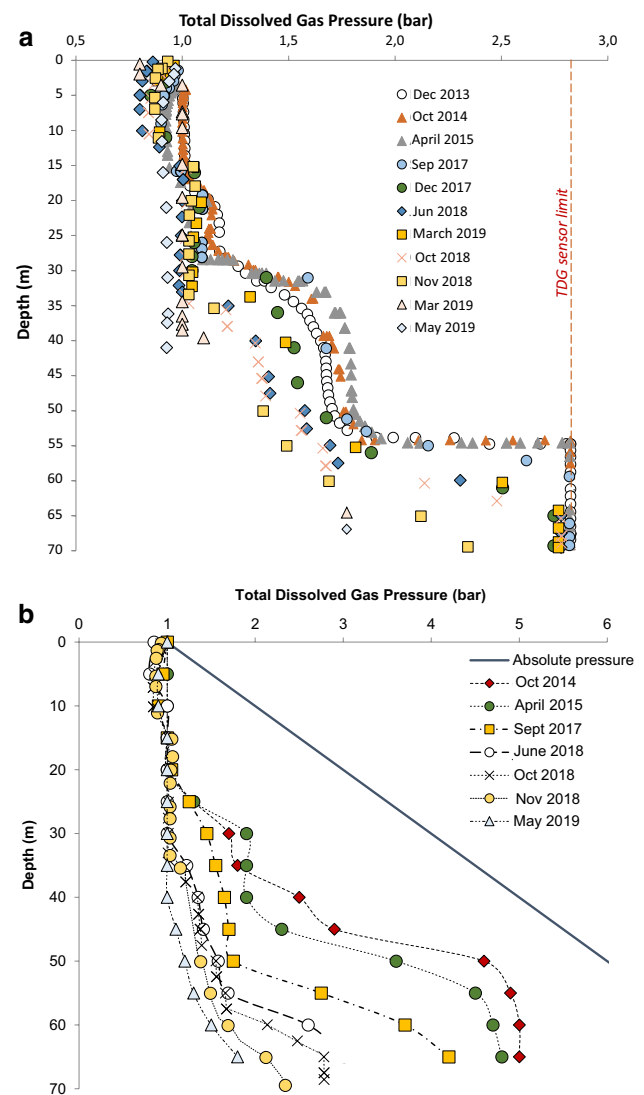 Total Dissolved Gas Pressure (bar)
a
0,5 1,0 1,5 2,0 2,5 3,0
0
5
10
15
20
25
30
35
40
45
50
55
60
65
70
Depth (m)
Dec 2013
Oct 2014
April 2015
Sep 2017
Dec 2017
Jun 2018
March 2019
Oct 2018
Nov 2018
Mar 2019
May 2019
TDG sensor limit
b
Total Dissolved Gas Pressure (bar)
0 1 2 3 4 5 6
0
10
20
30
40
50
60
70
Depth (m)
Absolute pressure
Oct 2014
April 2015
Sept 2017
June 2018
Oct 2018
Nov 2018
May 2019